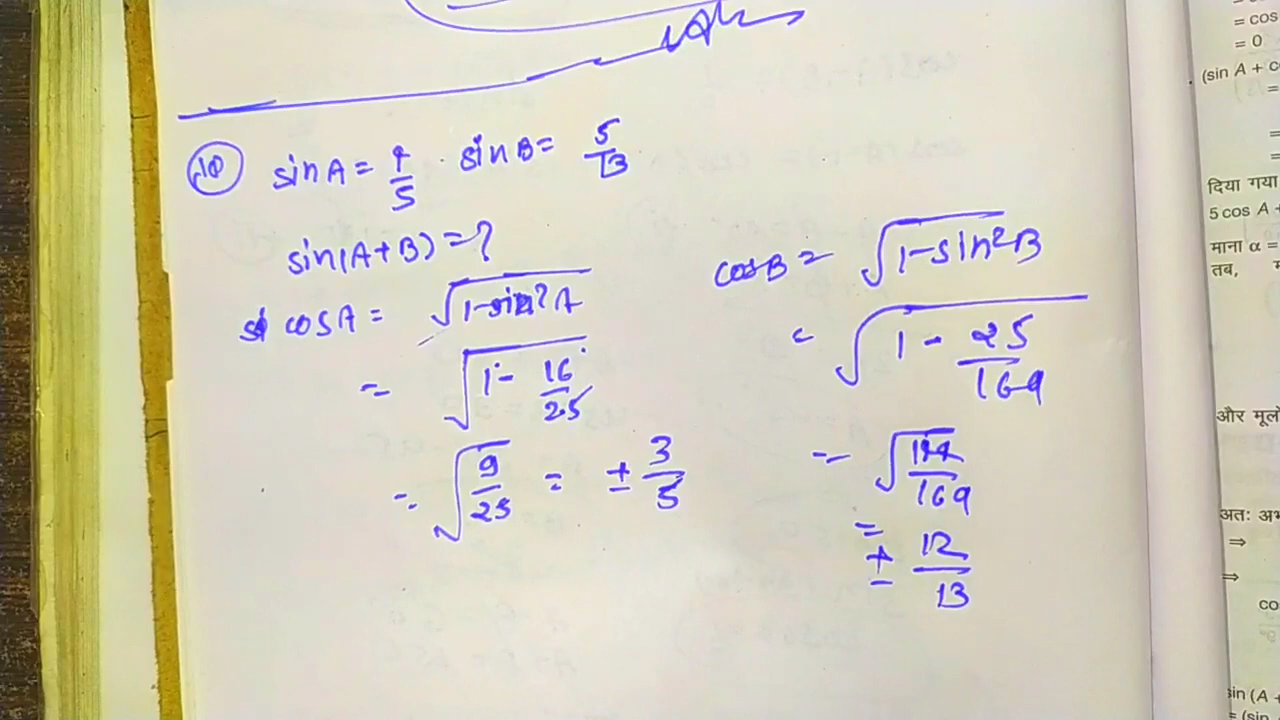 (10) sinA = 4/5 . sinB = 5/13
sin(A+B) = ?
cosA = √(1-sin²A)
= √(1 - 16/25)
= √(9/25) = ± 3/5
cosB = √(1-sin²B)
= √(1 - 25/169)
= √(144/169)
= ± 12/13
= cos
= 0
(sin A + c
=
=
=
दिया गया
5 cos A +
माना α =
तब,
और मूलों
अतः अभ
⇒
⇒
co
sin (A +
= (sin